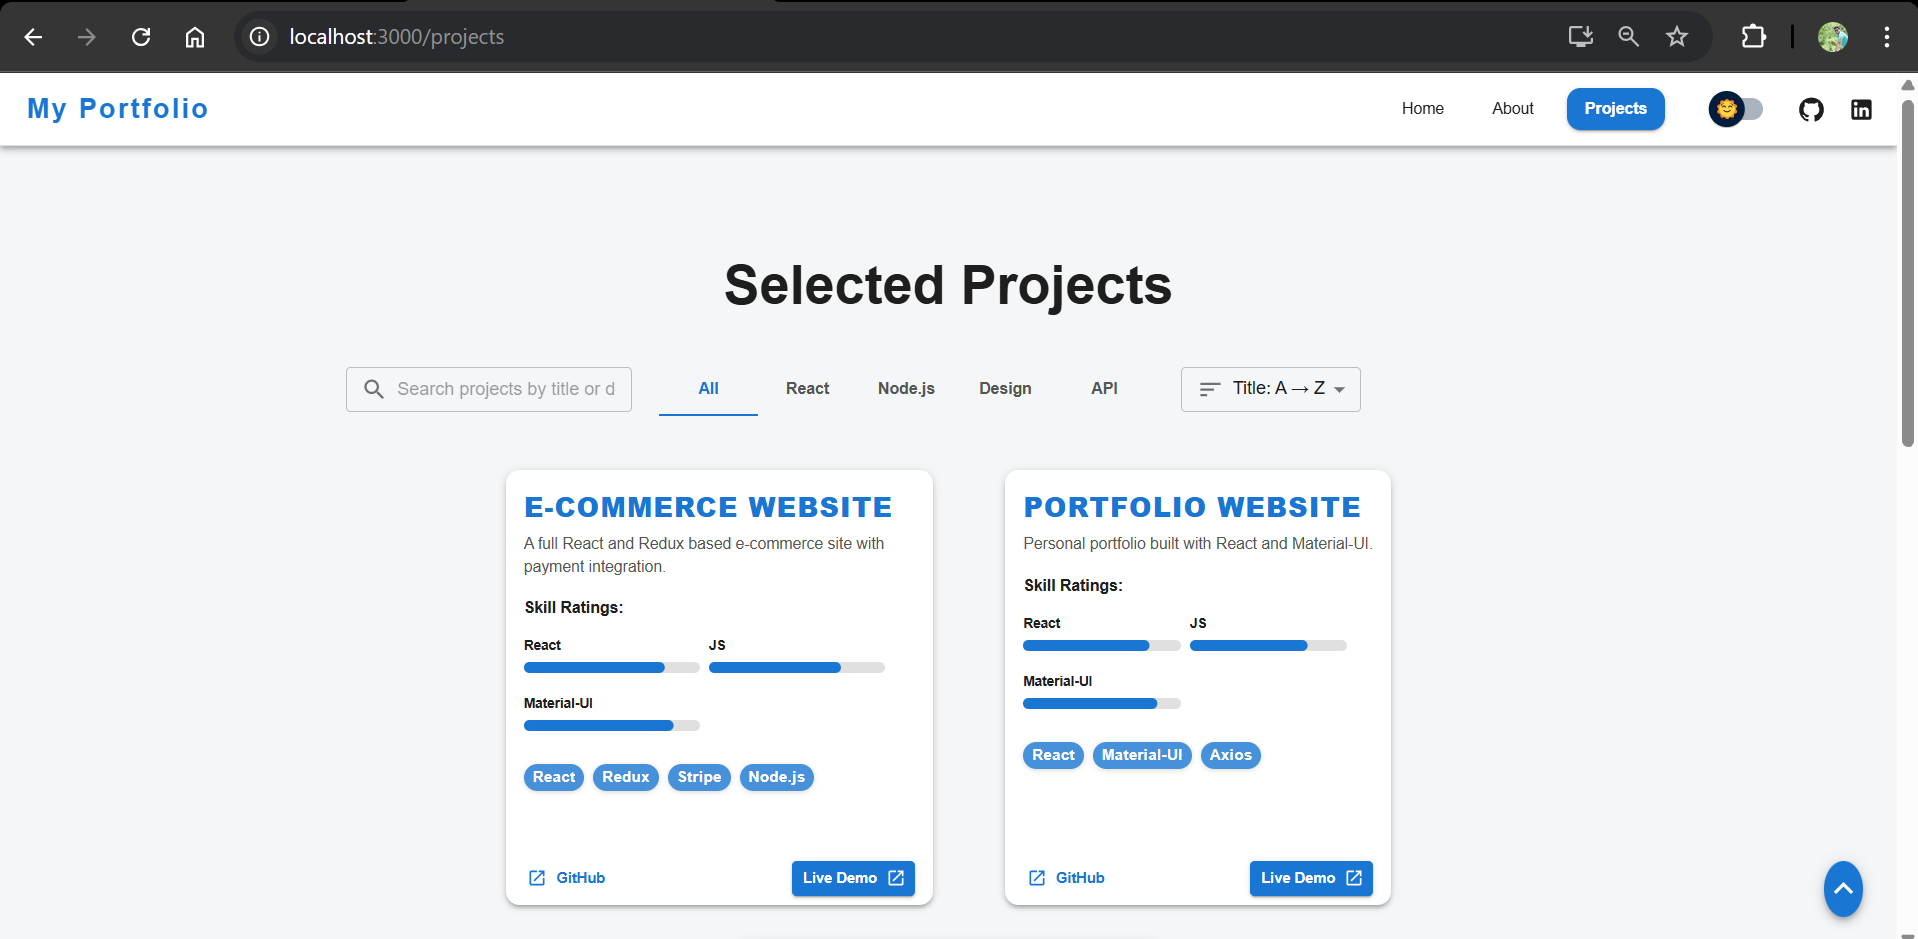 localhost:3000/projects
My Portfolio
Home
About
Projects
Selected Projects
Search projects by title or d
All
React
Node.js
Design
API
Title: A → Z
E-COMMERCE WEBSITE
A full React and Redux based e-commerce site with
payment integration.
Skill Ratings:
React
JS
Material-UI
React
Redux
Stripe
Node.js
GitHub
Live Demo
PORTFOLIO WEBSITE
Personal portfolio built with React and Material-UI.
Skill Ratings:
React
JS
Material-UI
React
Material-UI
Axios
GitHub
Live Demo